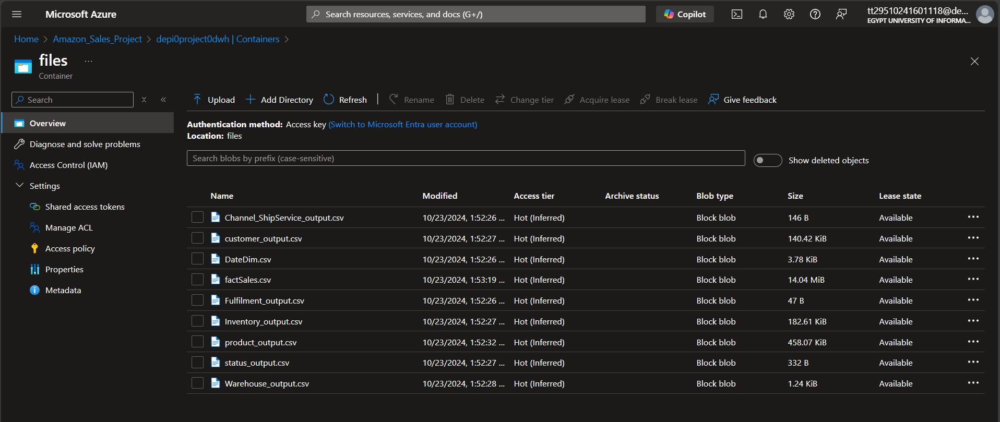 Microsoft Azure
Search resources, services, and docs (G+/)
Copilot
tt29510241601118@de...
EGYPT UNIVERSITY OF INFORMA...
Home > Amazon_Sales_Project > depi0project0dwh | Containers >
files ...
Container
Search
Upload Add Directory Refresh Rename Delete Change tier Acquire lease Break lease Give feedback
Overview
Diagnose and solve problems
Access Control (IAM)
Settings
Shared access tokens
Manage ACL
Access policy
Properties
Metadata
Authentication method: Access key (Switch to Microsoft Entra user account)
Location: files
Search blobs by prefix (case-sensitive)
Show deleted objects
Name Modified Access tier Archive status Blob type Size Lease state
Channel_ShipService_output.csv 10/23/2024, 1:52:26 ... Hot (Inferred) Block blob 146 B Available ...
customer_output.csv 10/23/2024, 1:52:27 ... Hot (Inferred) Block blob 140.42 KiB Available ...
DateDim.csv 10/23/2024, 1:52:26 ... Hot (Inferred) Block blob 3.78 KiB Available ...
factSales.csv 10/23/2024, 1:53:19 ... Hot (Inferred) Block blob 14.04 MiB Available ...
Fulfilment_output.csv 10/23/2024, 1:52:26 ... Hot (Inferred) Block blob 47 B Available ...
Inventory_output.csv 10/23/2024, 1:52:27 ... Hot (Inferred) Block blob 182.61 KiB Available ...
product_output.csv 10/23/2024, 1:52:32 ... Hot (Inferred) Block blob 458.07 KiB Available ...
status_output.csv 10/23/2024, 1:52:27 ... Hot (Inferred) Block blob 332 B Available ...
Warehouse_output.csv 10/23/2024, 1:52:28 ... Hot (Inferred) Block blob 1.24 KiB Available ...